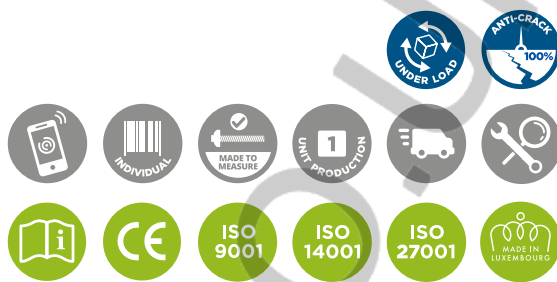 UNDER LOAD
ANTI-CRACK
100%
INDIVIDUAL
MADE TO
MEASURE
1
UNIT PRODUCTION
i
CE
ISO
9001
ISO
14001
ISO
27001
MADE IN
LUXEMBOURG